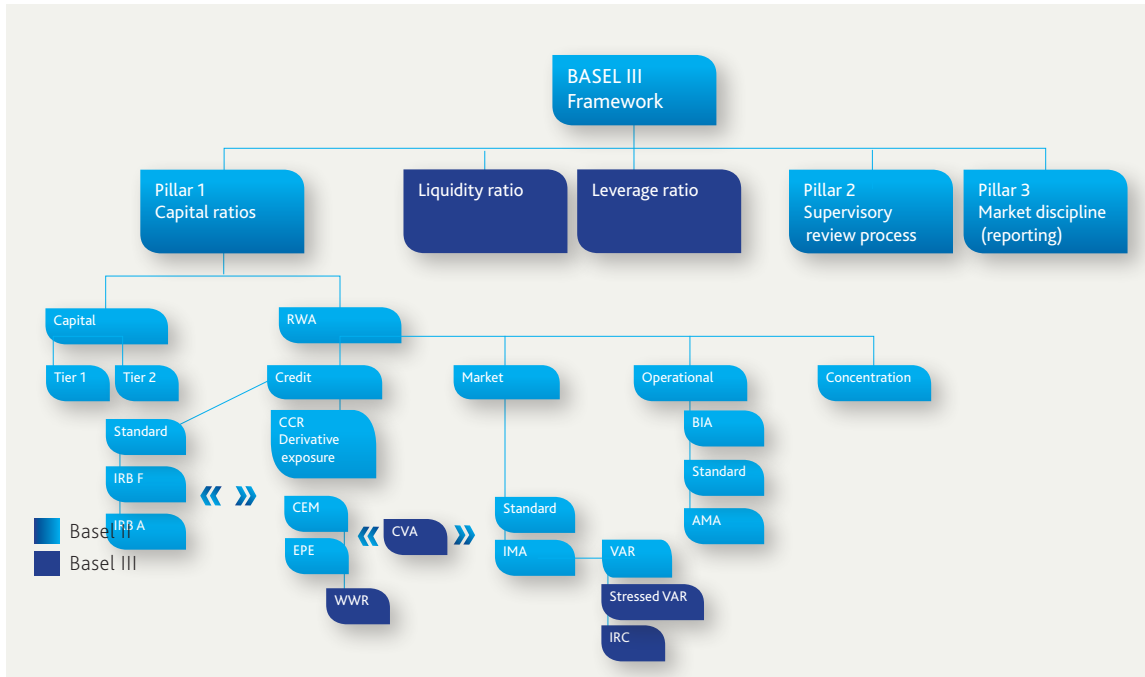 BASEL III
Framework
Pillar 1
Capital ratios
Liquidity ratio
Leverage ratio
Pillar 2
Supervisory
review process
Pillar 3
Market discipline
(reporting)
Capital
RWA
Tier 1
Tier 2
Credit
Market
Operational
Concentration
Standard
CCR
Derivative
exposure
BIA
IRB F
Standard
CEM
Standard
IRB A
AMA
CVA
EPE
IMA
VAR
WWR
Stressed VAR
IRC
Basel II
Basel III